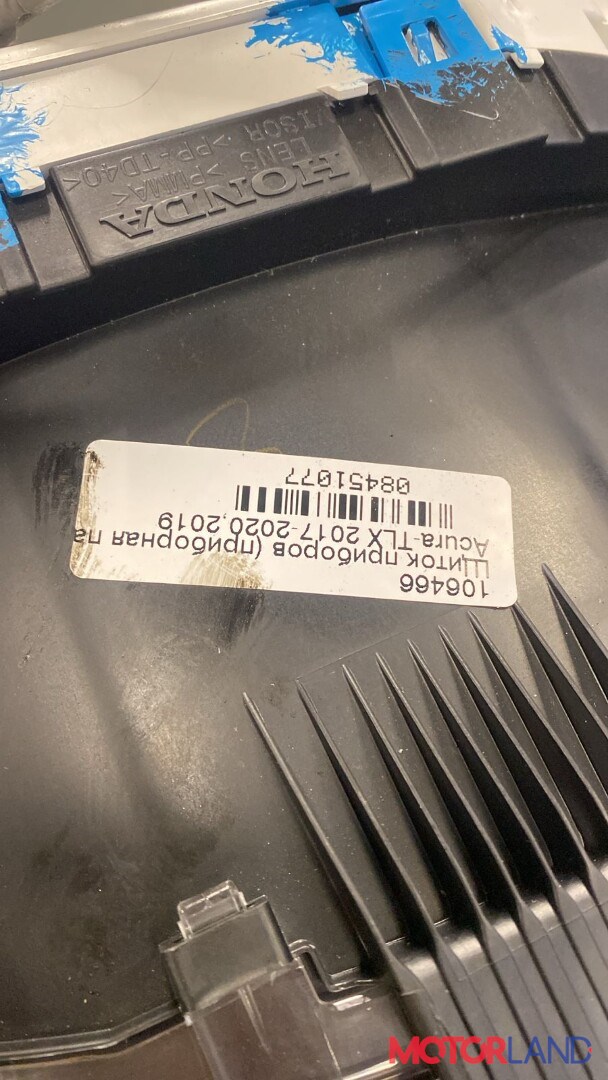 HONDA
LENS >PMMA<
VISOR >PP-TD40<
106466
Щиток приборов (приборная па
Acura-TLX 2017-2020,2019
08451077
MOTORLAND